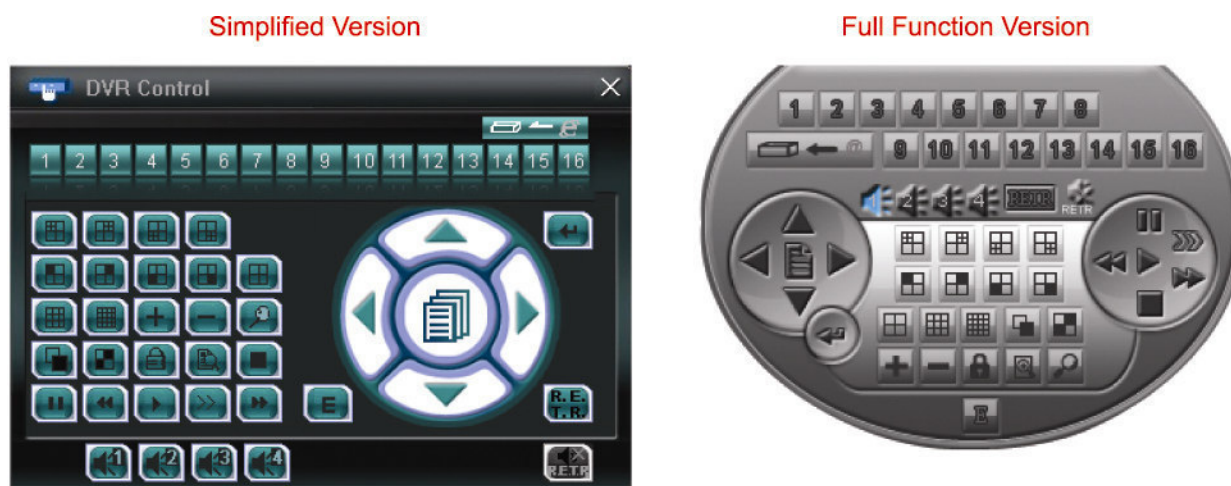 Simplified Version
Full Function Version
DVR Control
1 2 3 4 5 6 7 8 9 10 11 12 13 14 15 16
E
R.E.
T.R.
1 2 3 4
R.E.T.R
1 2 3 4 5 6 7 8
9 10 11 12 13 14 15 16
1 2 3 4 RETR RETR
E